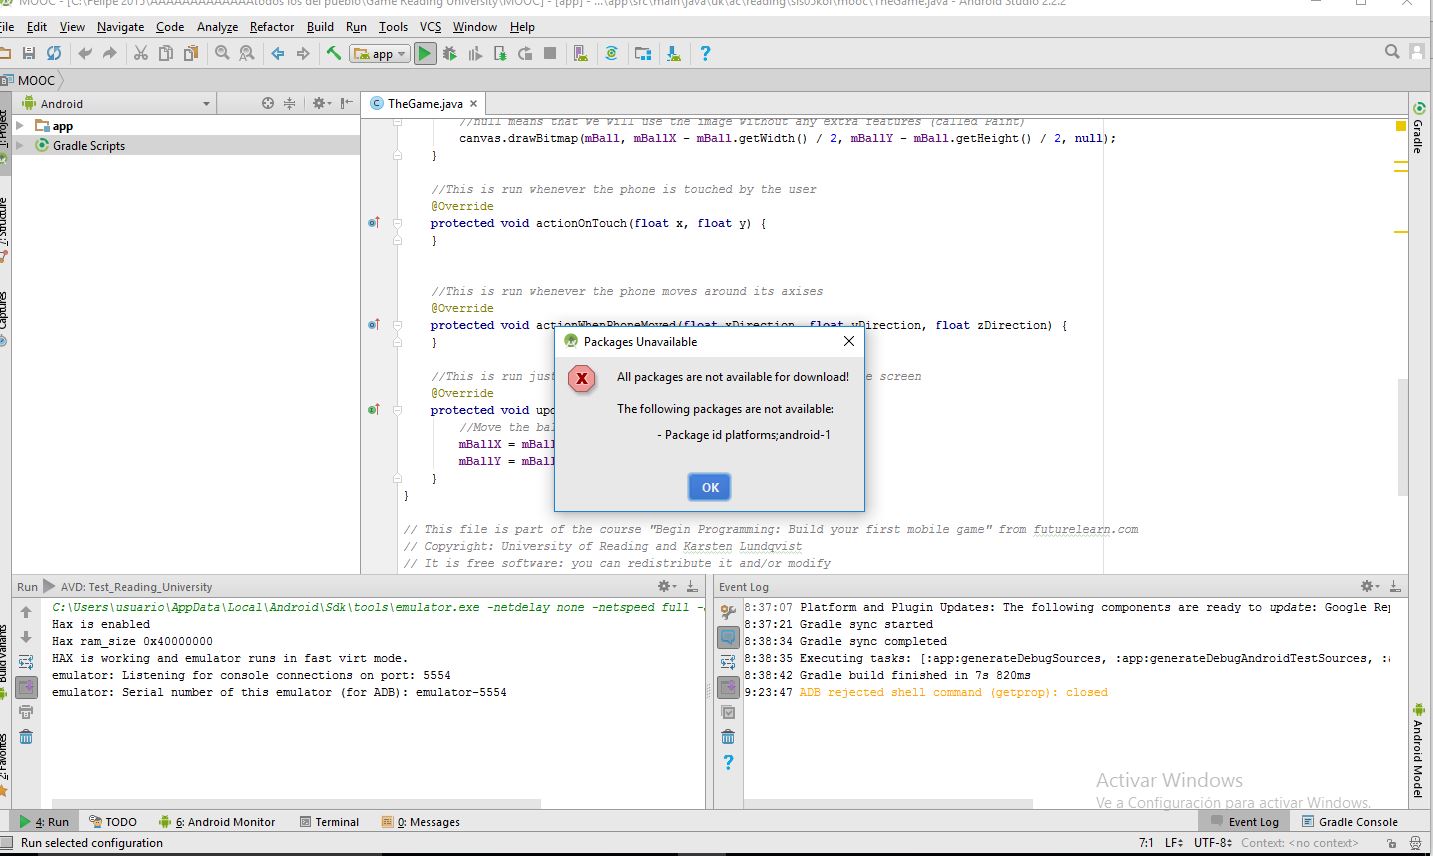 MOOC - [C:\Felipe 2015\AAAAAAAAAAAAAtodos los del pueblo\Game Reading University\MOOC] - [app] - ...\app\src\main\java\uk\ac\reading\sis05kol\mooc\TheGame.java - Android Studio 2.2.2
File Edit View Navigate Code Analyze Refactor Build Run Tools VCS Window Help
app
MOOC
Android
TheGame.java
app
Gradle Scripts
1: Project
7: Structure
Captures
Build Variants
2: Favorites
Gradle
Android Model
//null means that we will use the image without any extra features (called Paint)
canvas.drawBitmap(mBall, mBallX - mBall.getWidth() / 2, mBallY - mBall.getHeight() / 2, null);
}
//This is run whenever the phone is touched by the user
@Override
protected void actionOnTouch(float x, float y) {
}
//This is run whenever the phone moves around its axises
@Override
protected void actionWhenPhoneMoved(float xDirection, float yDirection, float zDirection) {
}
//This is run just e screen
@Override
protected void upd
//Move the bal
mBallX = mBall
mBallY = mBall
}
}
// This file is part of the course "Begin Programming: Build your first mobile game" from futurelearn.com
// Copyright: University of Reading and Karsten Lundqvist
// It is free software: you can redistribute it and/or modify
Packages Unavailable
All packages are not available for download!
The following packages are not available:
- Package id platforms;android-1
OK
Run AVD: Test_Reading_University
C:\Users\usuario\AppData\Local\Android\Sdk\tools\emulator.exe -netdelay none -netspeed full -
Hax is enabled
Hax ram_size 0x40000000
HAX is working and emulator runs in fast virt mode.
emulator: Listening for console connections on port: 5554
emulator: Serial number of this emulator (for ADB): emulator-5554
Event Log
8:37:07 Platform and Plugin Updates: The following components are ready to update: Google Rep
8:37:21 Gradle sync started
8:38:34 Gradle sync completed
8:38:35 Executing tasks: [:app:generateDebugSources, :app:generateDebugAndroidTestSources, :
8:38:42 Gradle build finished in 7s 820ms
9:23:47 ADB rejected shell command (getprop): closed
Activar Windows
Ve a Configuración para activar Windows.
4: Run TODO 6: Android Monitor Terminal 0: Messages Event Log Gradle Console
Run selected configuration 7:1 LF UTF-8 Context: <no context>